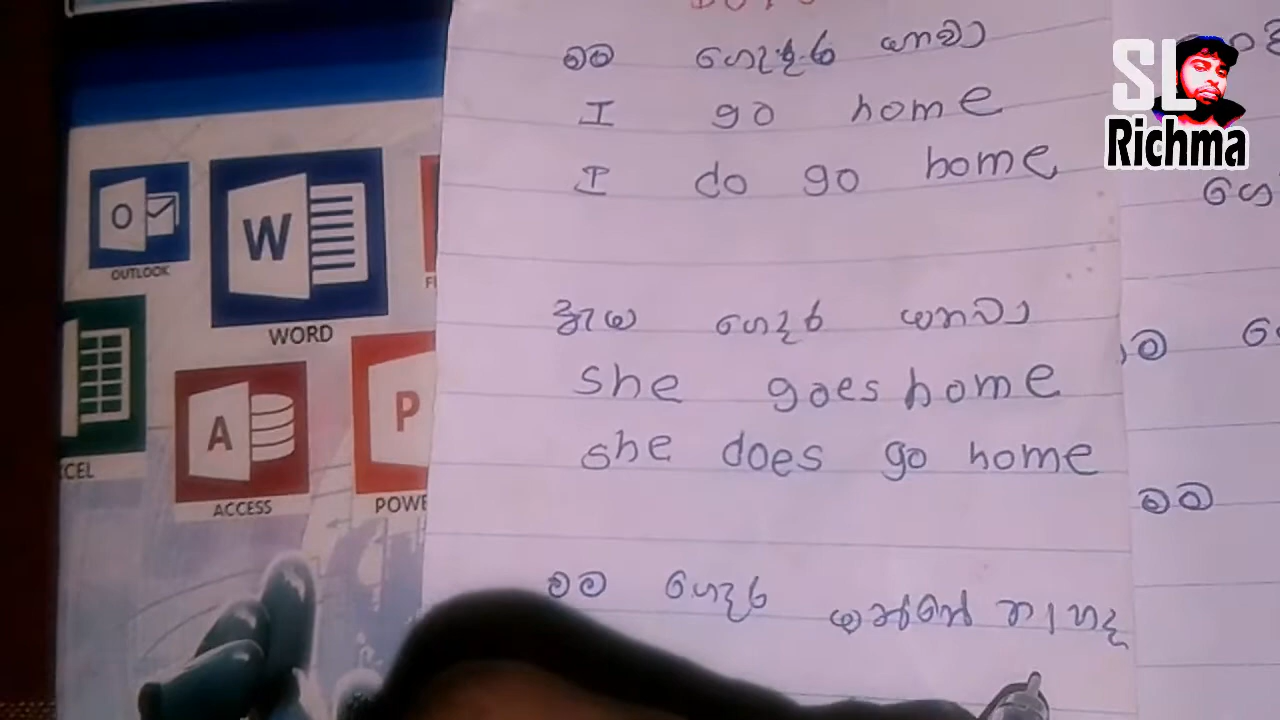 මම ගෙදර යනවා
I go home
I do go home
ඇය ගෙදර යනවා
she goes home
she does go home
මම ගෙදර යන්නේ නැහැද
මම
SL
Richma
O
OUTLOOK
W
WORD
A
ACCESS
P